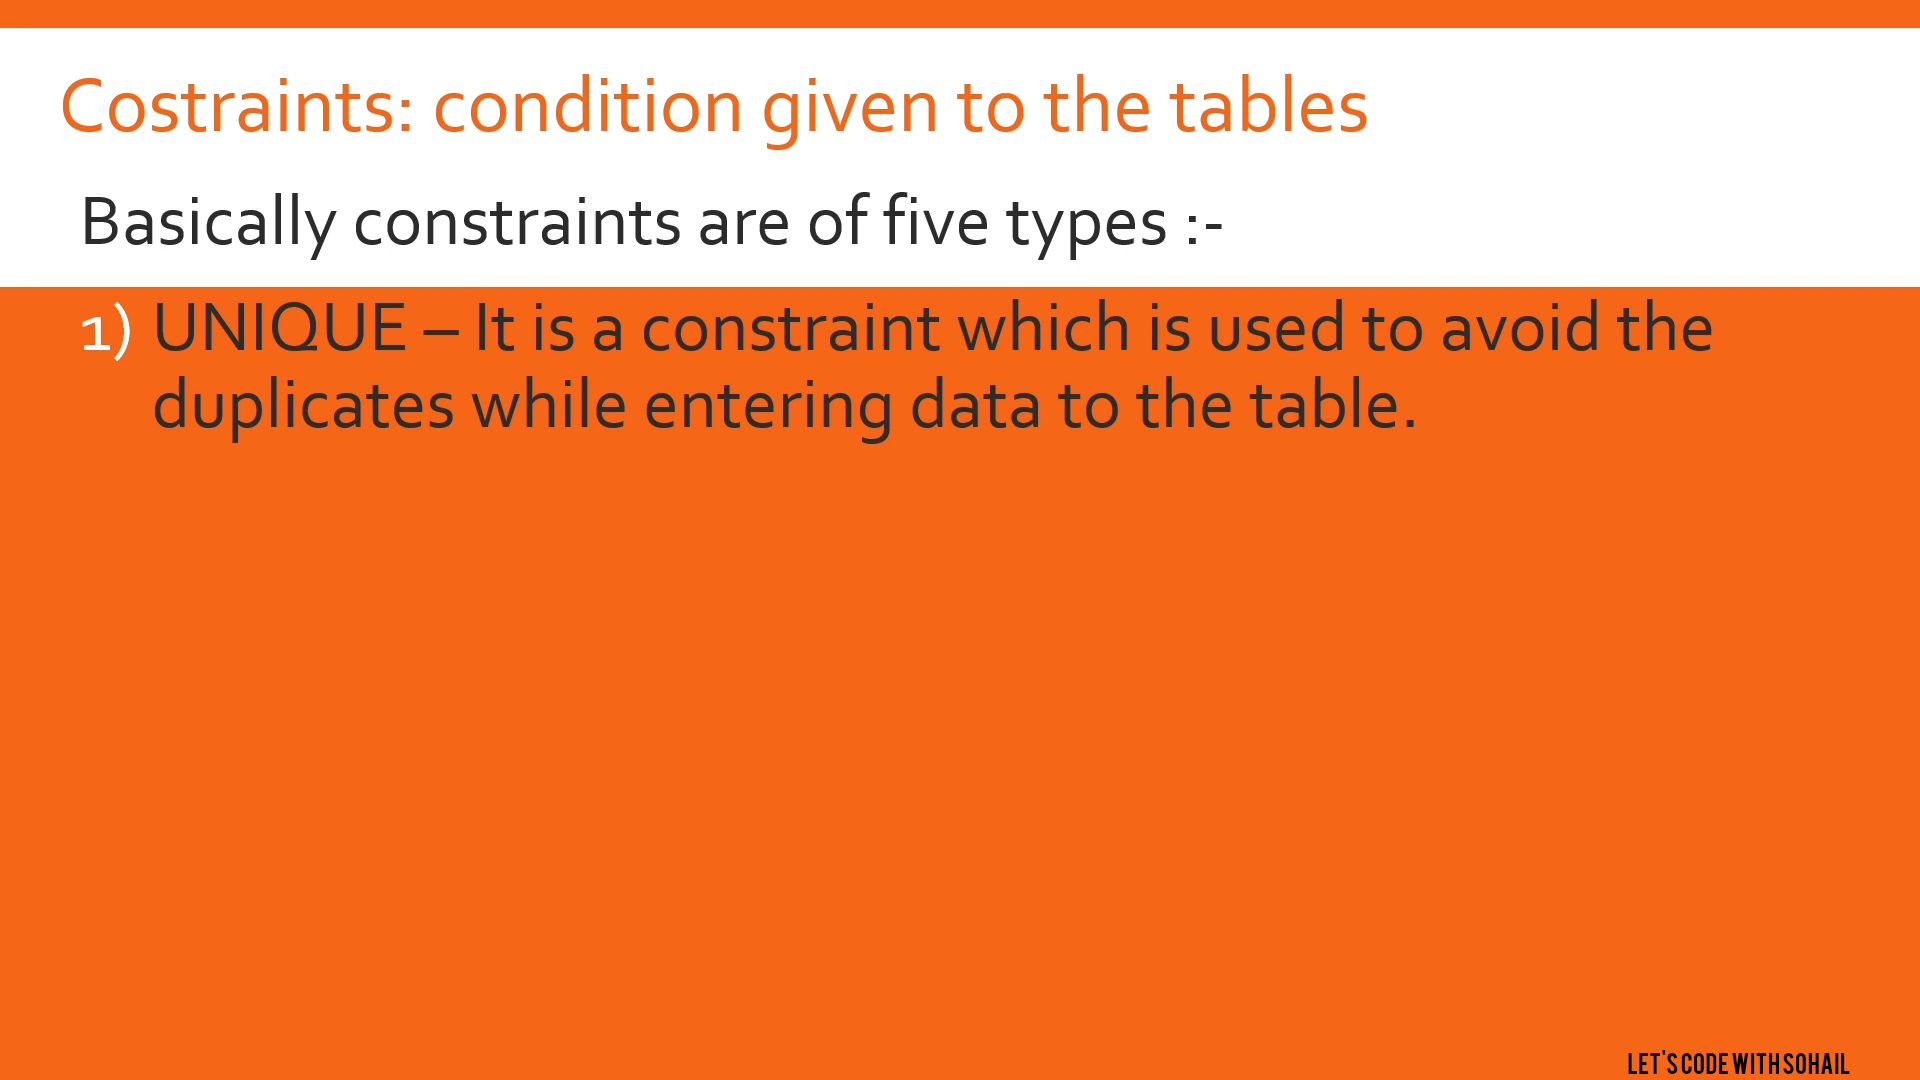 Costraints: condition given to the tables
Basically constraints are of five types :-
1) UNIQUE – It is a constraint which is used to avoid the
duplicates while entering data to the table.
LET'S CODE WITH SOHAIL